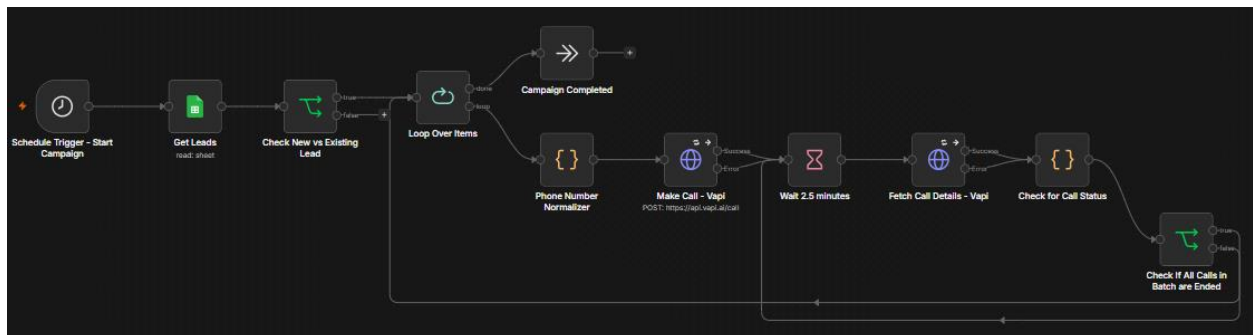 Schedule Trigger - Start
Campaign
Get Leads
read: sheet
Check New vs Existing
Lead
true
false
Loop Over Items
done
loop
Campaign Completed
Phone Number
Normalizer
Make Call - Vapi
POST: https://api.vapi.ai/call
Success
Error
Wait 2.5 minutes
Fetch Call Details - Vapi
Success
Error
Check for Call Status
Check If All Calls in
Batch are Ended
true
false